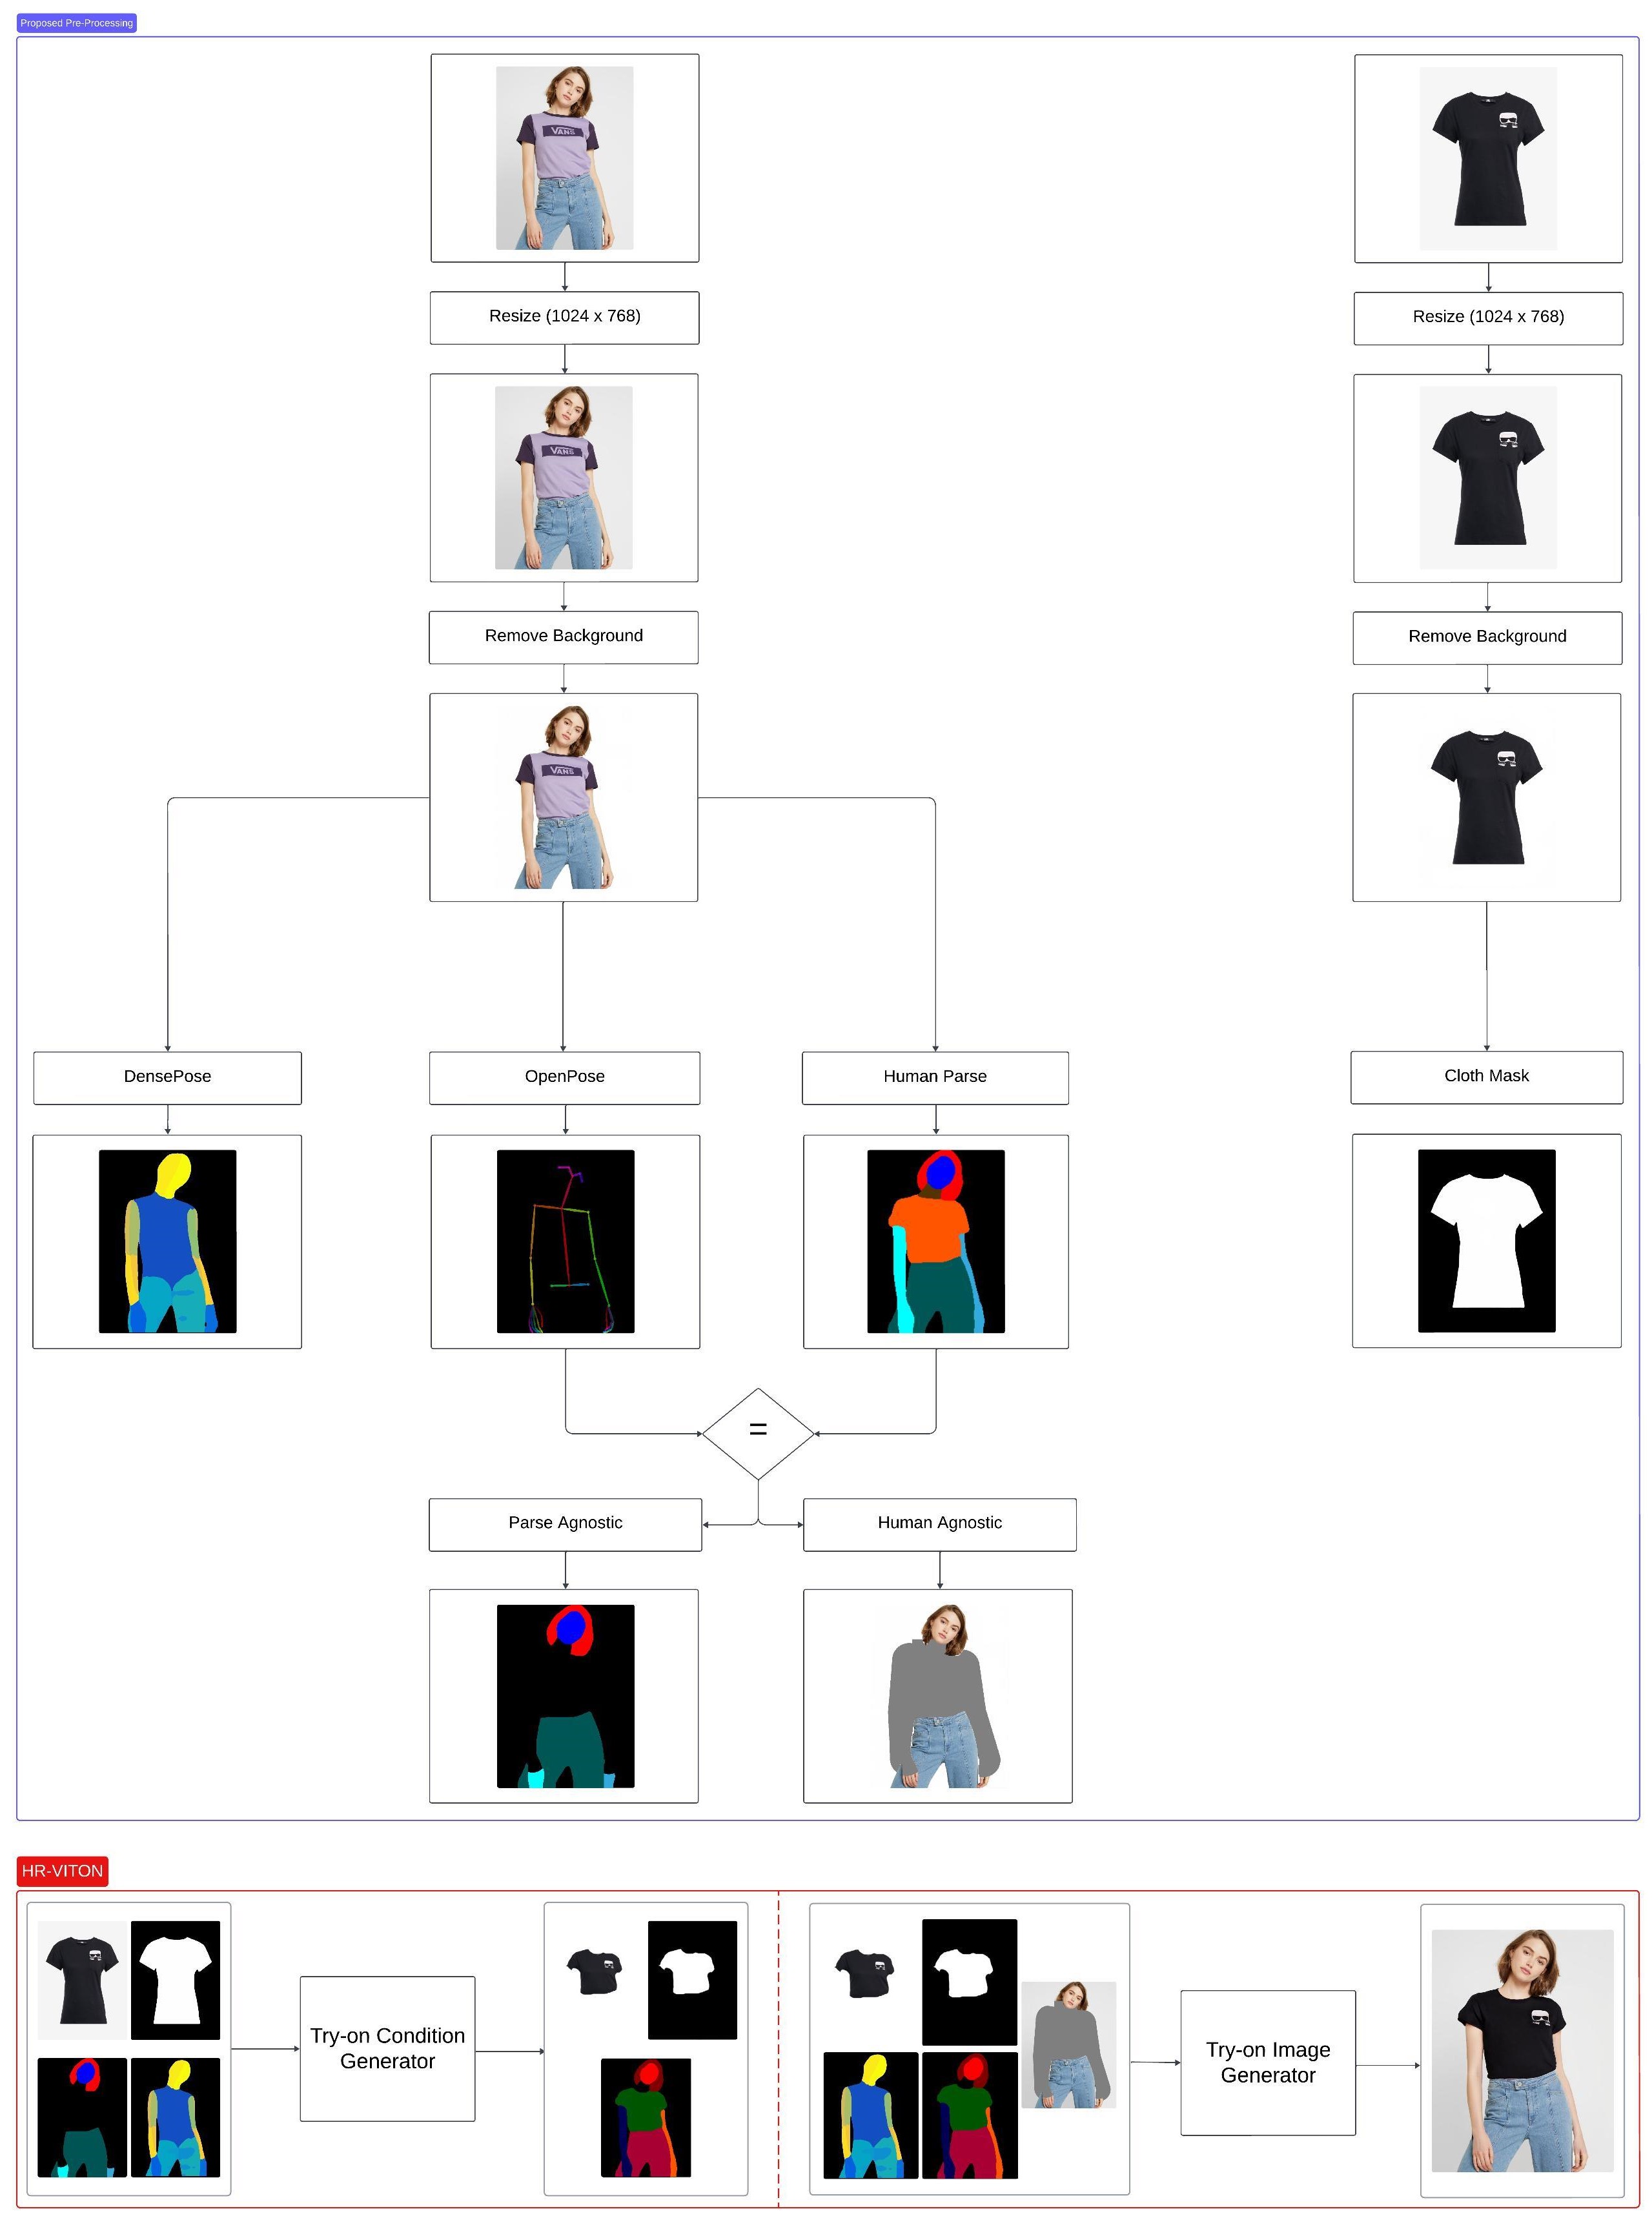 Proposed Pre-Processing
VANS
Resize (1024 x 768)
Resize (1024 x 768)
VANS
Remove Background
Remove Background
VANS
DensePose
OpenPose
Human Parse
Cloth Mask
=
Parse Agnostic
Human Agnostic
HR-VITON
Try-on Condition
Generator
Try-on Image
Generator